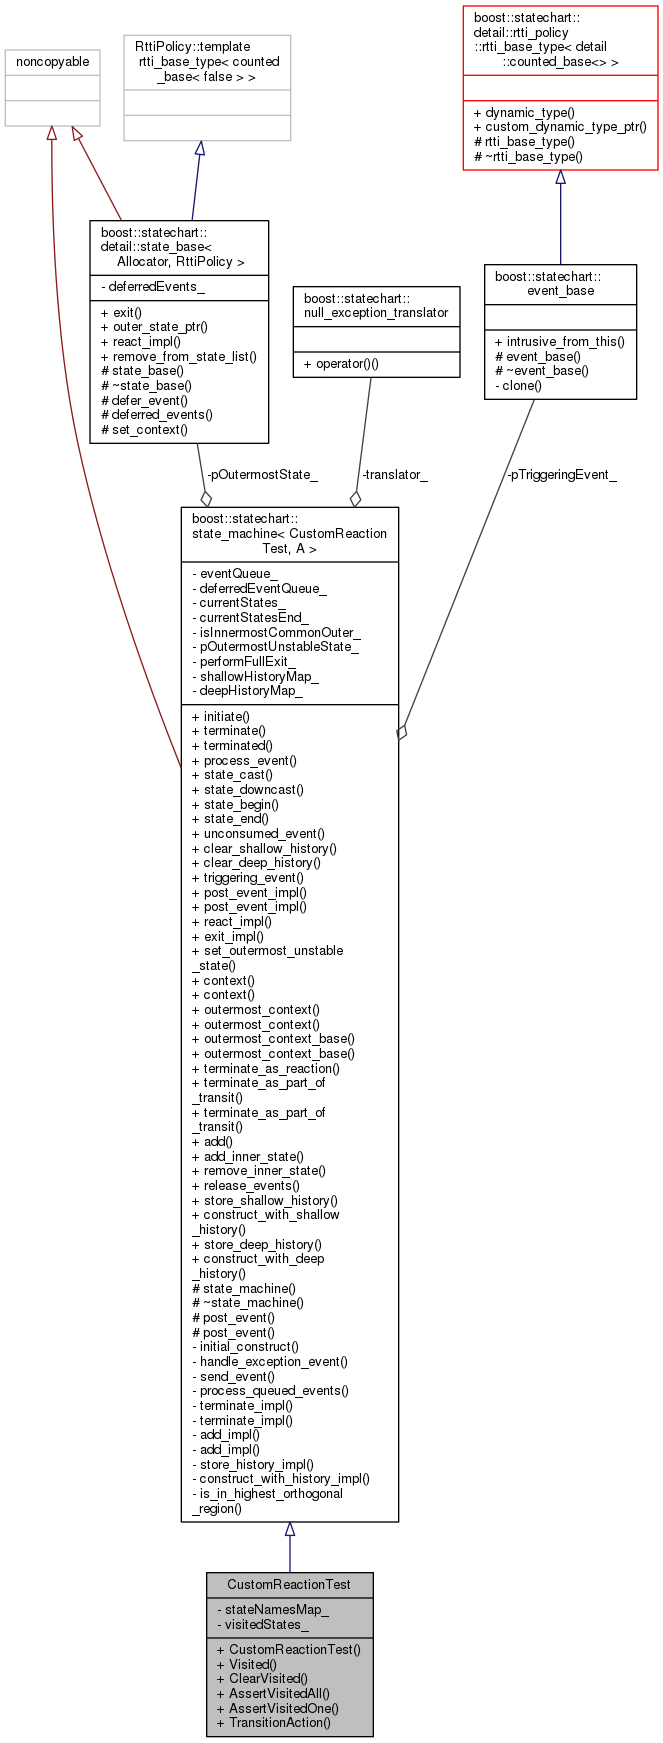 noncopyable
RttiPolicy::template
rtti_base_type< counted
_base< false > >
boost::statechart::
detail::rtti_policy
::rtti_base_type< detail
::counted_base<> >
+ dynamic_type()
+ custom_dynamic_type_ptr()
# rtti_base_type()
# ~rtti_base_type()
boost::statechart::
detail::state_base<
Allocator, RttiPolicy >
- deferredEvents_
+ exit()
+ outer_state_ptr()
+ react_impl()
+ remove_from_state_list()
# state_base()
# ~state_base()
# defer_event()
# deferred_events()
# set_context()
boost::statechart::
null_exception_translator
+ operator()()
boost::statechart::
event_base
+ intrusive_from_this()
# event_base()
# ~event_base()
- clone()
-pOutermostState_
-translator_
-pTriggeringEvent_
boost::statechart::
state_machine< CustomReaction
Test, A >
- eventQueue_
- deferredEventQueue_
- currentStates_
- currentStatesEnd_
- isInnermostCommonOuter_
- pOutermostUnstableState_
- performFullExit_
- shallowHistoryMap_
- deepHistoryMap_
+ initiate()
+ terminate()
+ terminated()
+ process_event()
+ state_cast()
+ state_downcast()
+ state_begin()
+ state_end()
+ unconsumed_event()
+ clear_shallow_history()
+ clear_deep_history()
+ triggering_event()
+ post_event_impl()
+ post_event_impl()
+ react_impl()
+ exit_impl()
+ set_outermost_unstable
_state()
+ context()
+ context()
+ outermost_context()
+ outermost_context()
+ outermost_context_base()
+ outermost_context_base()
+ terminate_as_reaction()
+ terminate_as_part_of
_transit()
+ terminate_as_part_of
_transit()
+ add()
+ add_inner_state()
+ remove_inner_state()
+ release_events()
+ store_shallow_history()
+ construct_with_shallow
_history()
+ store_deep_history()
+ construct_with_deep
_history()
# state_machine()
# ~state_machine()
# post_event()
# post_event()
- initial_construct()
- handle_exception_event()
- send_event()
- process_queued_events()
- terminate_impl()
- terminate_impl()
- add_impl()
- add_impl()
- store_history_impl()
- construct_with_history_impl()
- is_in_highest_orthogonal
_region()
CustomReactionTest
- stateNamesMap_
- visitedStates_
+ CustomReactionTest()
+ Visited()
+ ClearVisited()
+ AssertVisitedAll()
+ AssertVisitedOne()
+ TransitionAction()